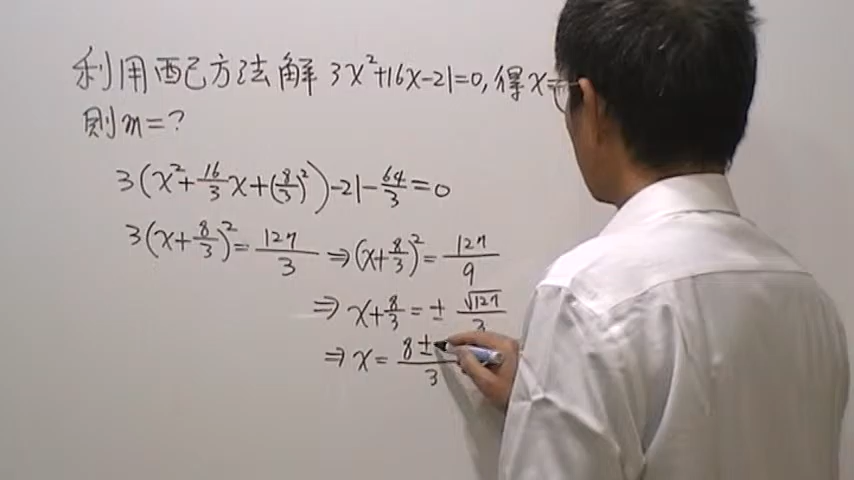 利用配方法解 3x²+16x-21=0, 得 x=
則 m=?
3(x²+16/3x+(8/3)²)-21-64/3=0
3(x+8/3)²=127/3 ⇒(x+8/3)²=127/9
⇒ x+8/3=±√127/3
⇒ x=8±/3